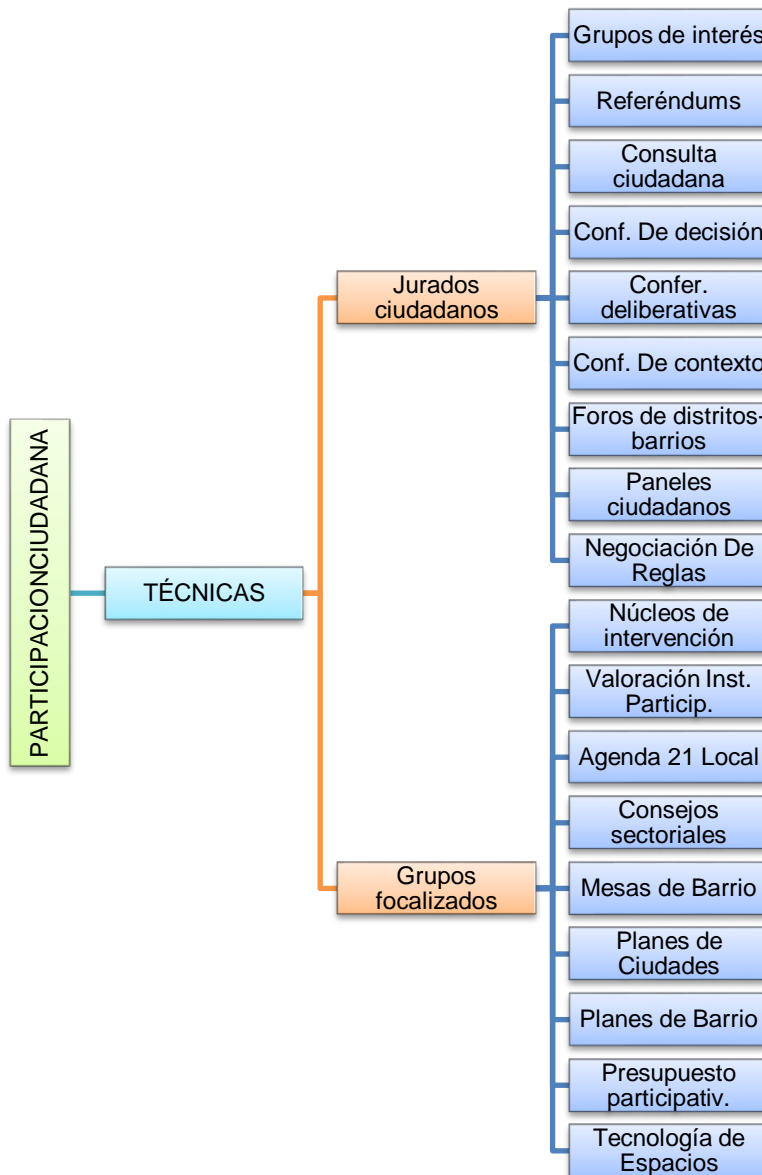 PARTICIPACIONCIUDADANA
TÉCNICAS
Jurados
ciudadanos
Grupos de interés
Referéndums
Consulta
ciudadana
Conf. De decisión
Confer.
deliberativas
Conf. De contexto
Foros de distritos-
barrios
Paneles
ciudadanos
Negociación De
Reglas
Grupos
focalizados
Núcleos de
intervención
Valoración Inst.
Particip.
Agenda 21 Local
Consejos
sectoriales
Mesas de Barrio
Planes de
Ciudades
Planes de Barrio
Presupuesto
participativ.
Tecnología de
Espacios